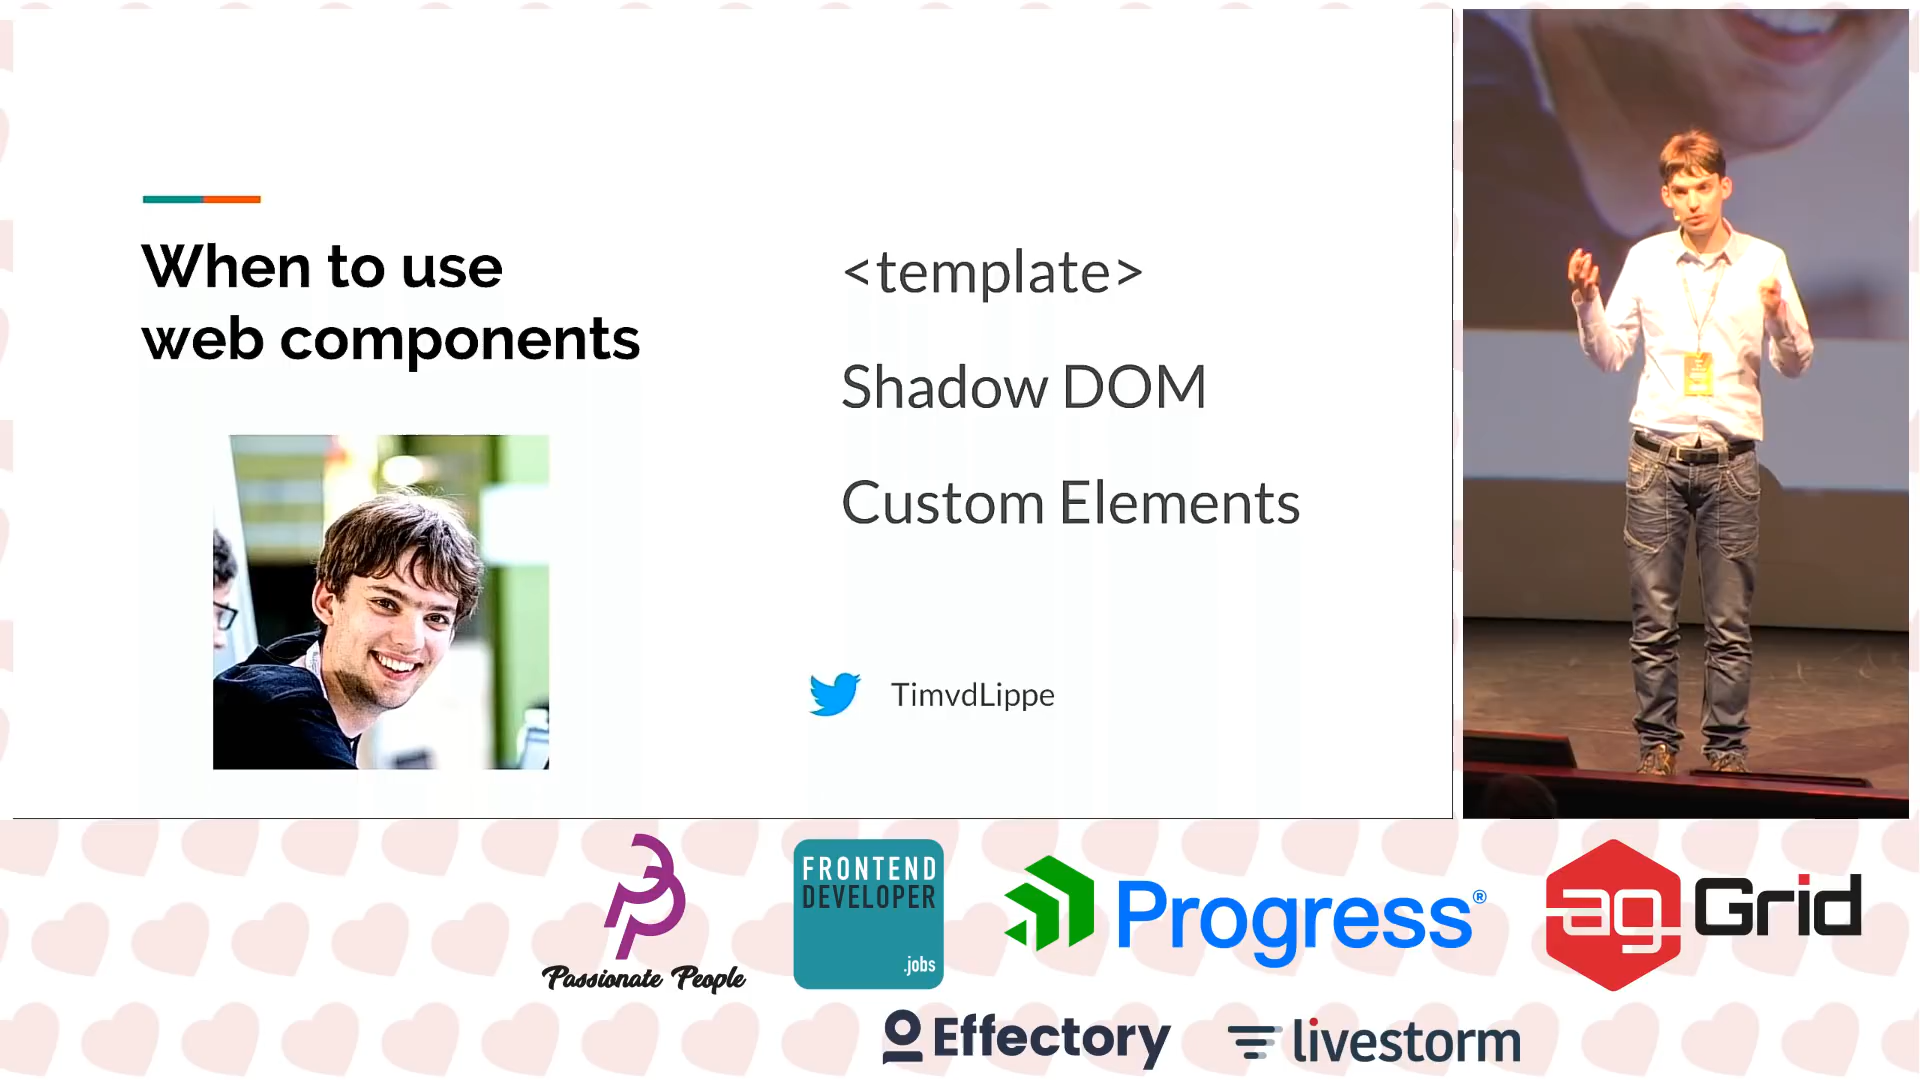 When to use
web components
<template>
Shadow DOM
Custom Elements
TimvdLippe
Passionate People
FRONTEND
DEVELOPER
.jobs
Progress®
ag Grid
Effectory
livestorm